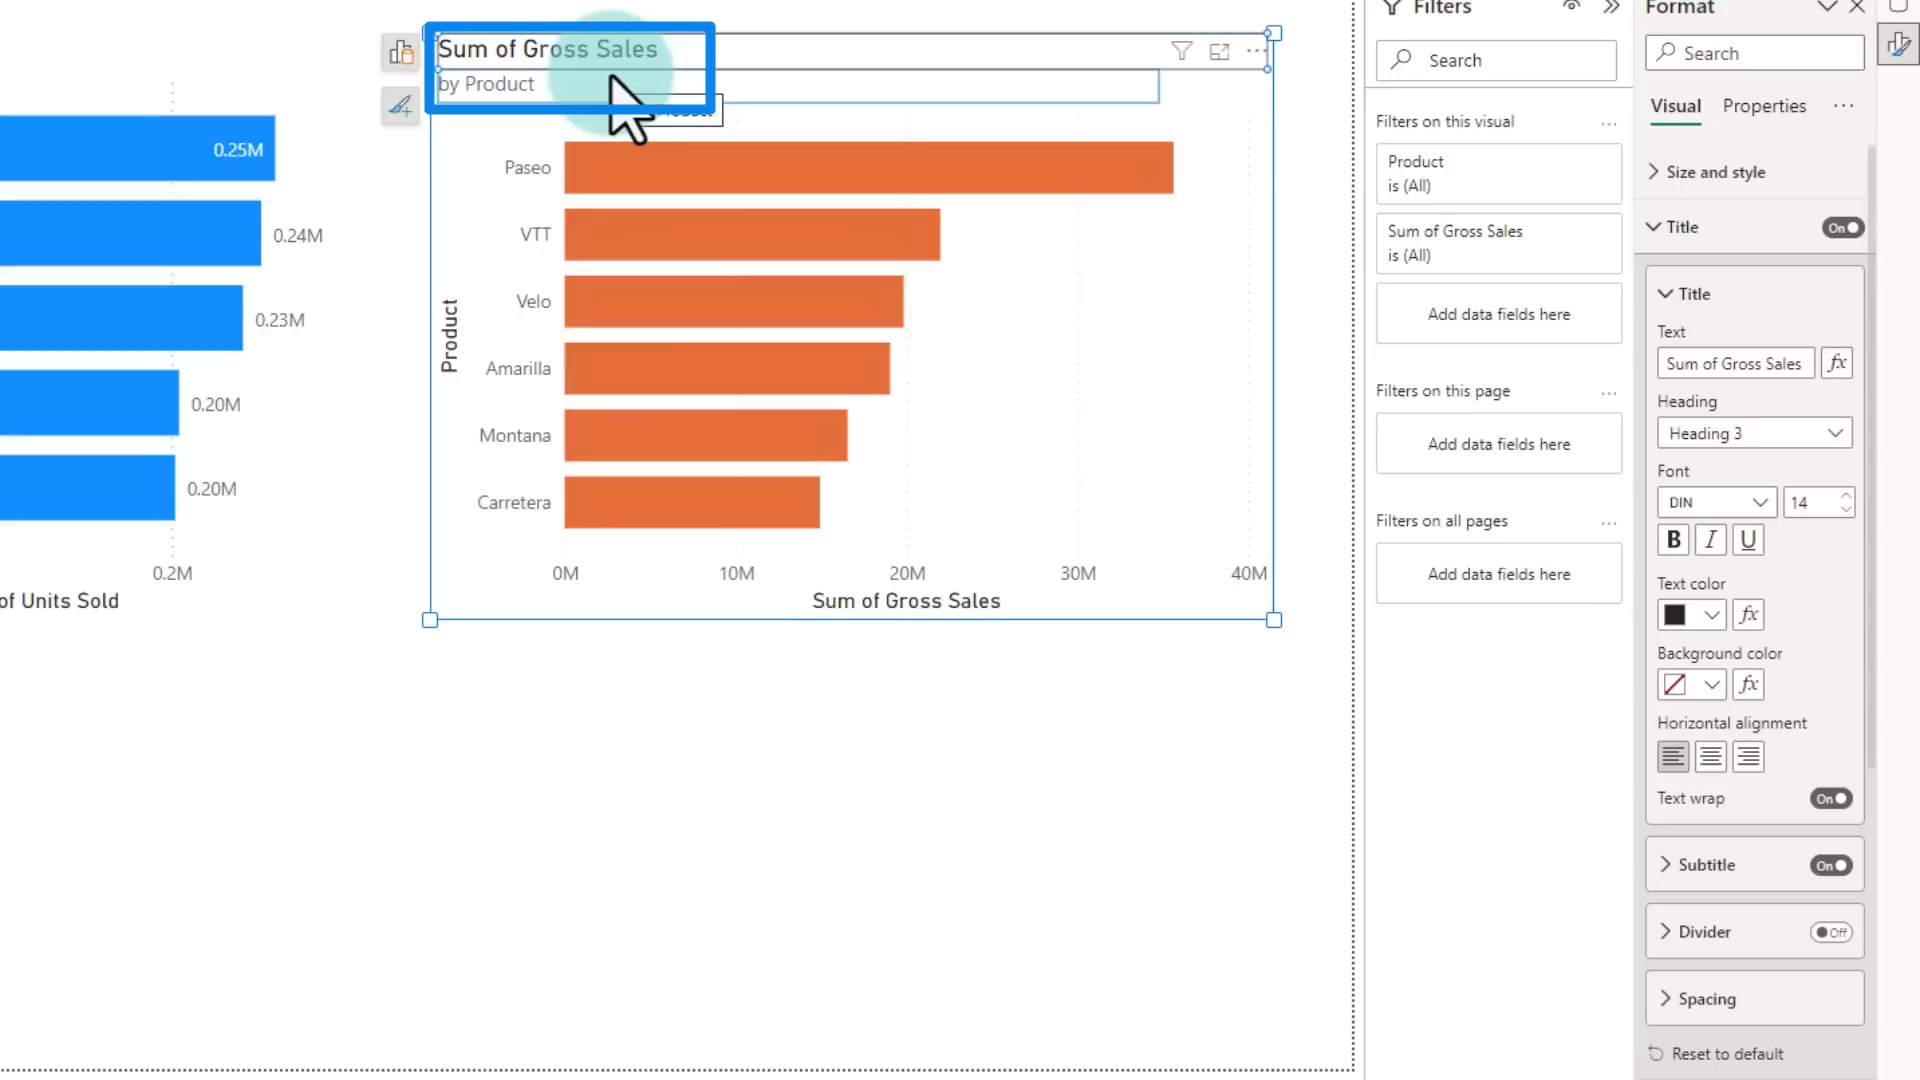 0.25M
0.24M
0.23M
0.20M
0.20M
0.2M
of Units Sold
Sum of Gross Sales
by Product
Product
Paseo
VTT
Velo
Amarilla
Montana
Carretera
0M
10M
20M
30M
40M
Sum of Gross Sales
Filters
Search
Filters on this visual
Product
is (All)
Sum of Gross Sales
is (All)
Add data fields here
Filters on this page
Add data fields here
Filters on all pages
Add data fields here
Format
Search
Visual Properties
Size and style
Title On
Title
Text
Sum of Gross Sales fx
Heading
Heading 3
Font
DIN 14
B I U
Text color
fx
Background color
fx
Horizontal alignment
Text wrap On
Subtitle On
Divider Off
Spacing
Reset to default